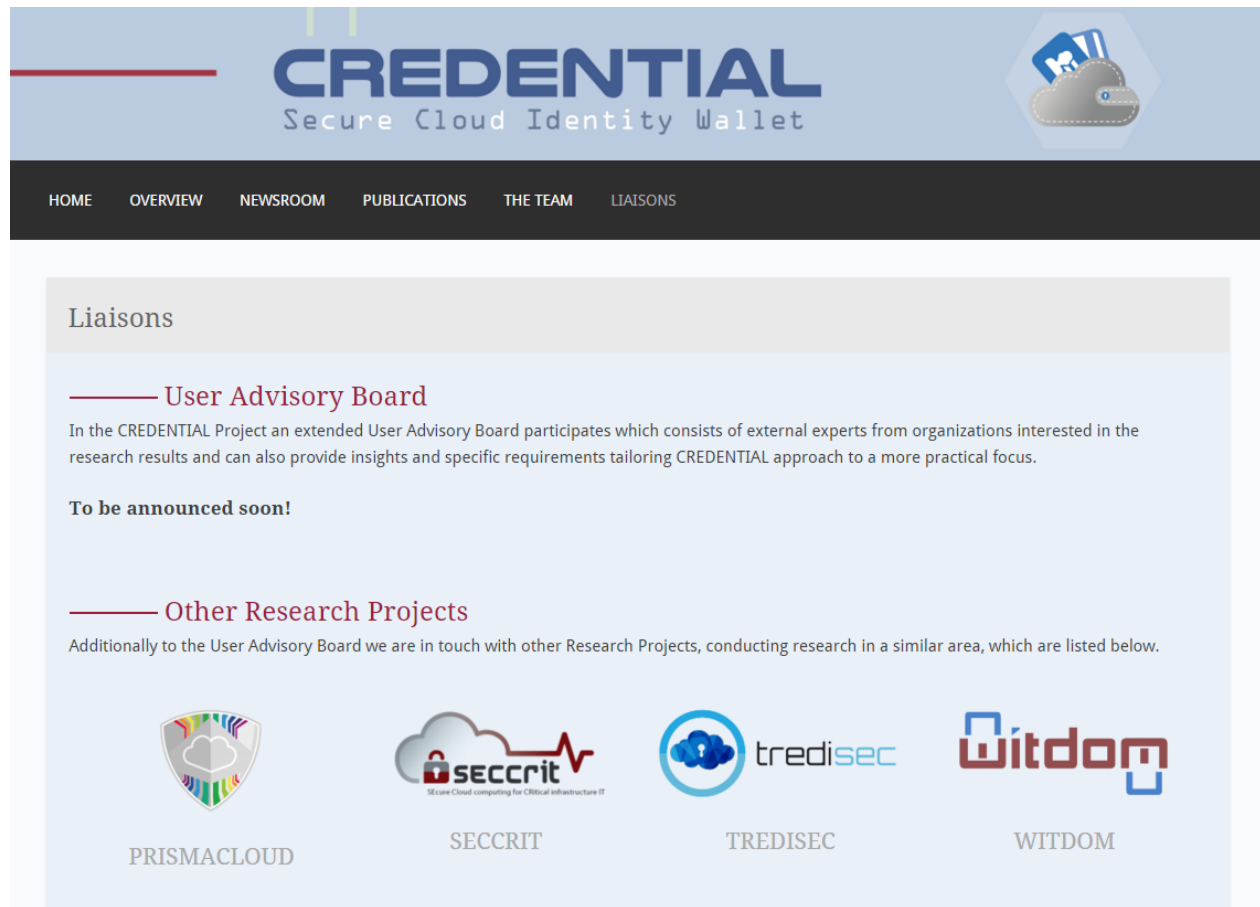 CREDENTIAL
Secure Cloud Identity Wallet
HOME OVERVIEW NEWSROOM PUBLICATIONS THE TEAM LIAISONS
Liaisons
User Advisory Board
In the CREDENTIAL Project an extended User Advisory Board participates which consists of external experts from organizations interested in the
research results and can also provide insights and specific requirements tailoring CREDENTIAL approach to a more practical focus.
To be announced soon!
Other Research Projects
Additionally to the User Advisory Board we are in touch with other Research Projects, conducting research in a similar area, which are listed below.
seccrit
SEcure Cloud computing for CRitical infrastructure IT
tredisec
witdom
PRISMACLOUD
SECCRIT
TREDISEC
WITDOM